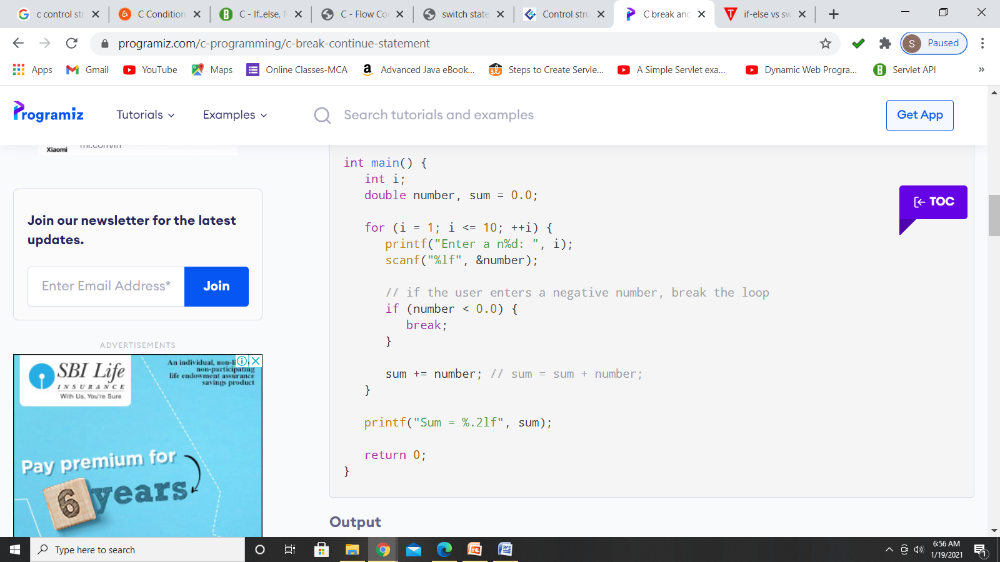 c control str
C Condition
C - If..else, N
C - Flow Co
switch state
Control stru
C break and
if-else vs sw
programiz.com/c-programming/c-break-continue-statement
S
Paused
Apps
Gmail
YouTube
Maps
Online Classes-MCA
Advanced Java eBook...
Steps to Create Servle...
A Simple Servlet exa...
Dynamic Web Progra...
Servlet API
»
Programiz
Tutorials
Examples
Search tutorials and examples
Get App
Xiaomi
mi.com/in
Join our newsletter for the latest
updates.
Enter Email Address*
Join
ADVERTISEMENTS
SBI Life
INSURANCE
With Us, You're Sure
An individual, non-li
non-participating
life endowment assurance
savings product
Pay premium for
6 years
int main() {
int i;
double number, sum = 0.0;
for (i = 1; i <= 10; ++i) {
printf("Enter a n%d: ", i);
scanf("%lf", &number);
// if the user enters a negative number, break the loop
if (number < 0.0) {
break;
}
sum += number; // sum = sum + number;
}
printf("Sum = %.2lf", sum);
return 0;
}
TOC
Output
Type here to search
6:56 AM
1/19/2021
1